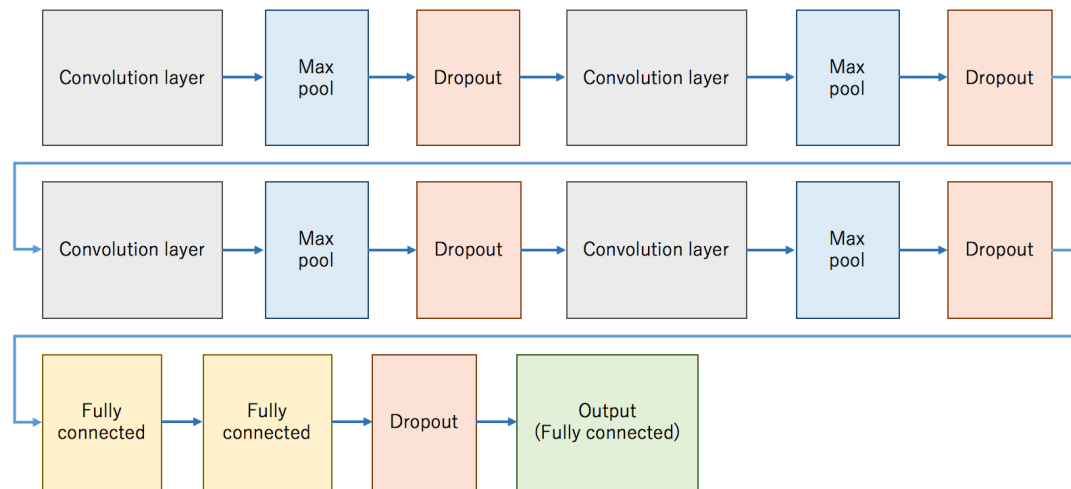 Convolution layer
Max
pool
Dropout
Convolution layer
Max
pool
Dropout
Convolution layer
Max
pool
Dropout
Convolution layer
Max
pool
Dropout
Fully
connected
Fully
connected
Dropout
Output
(Fully connected)